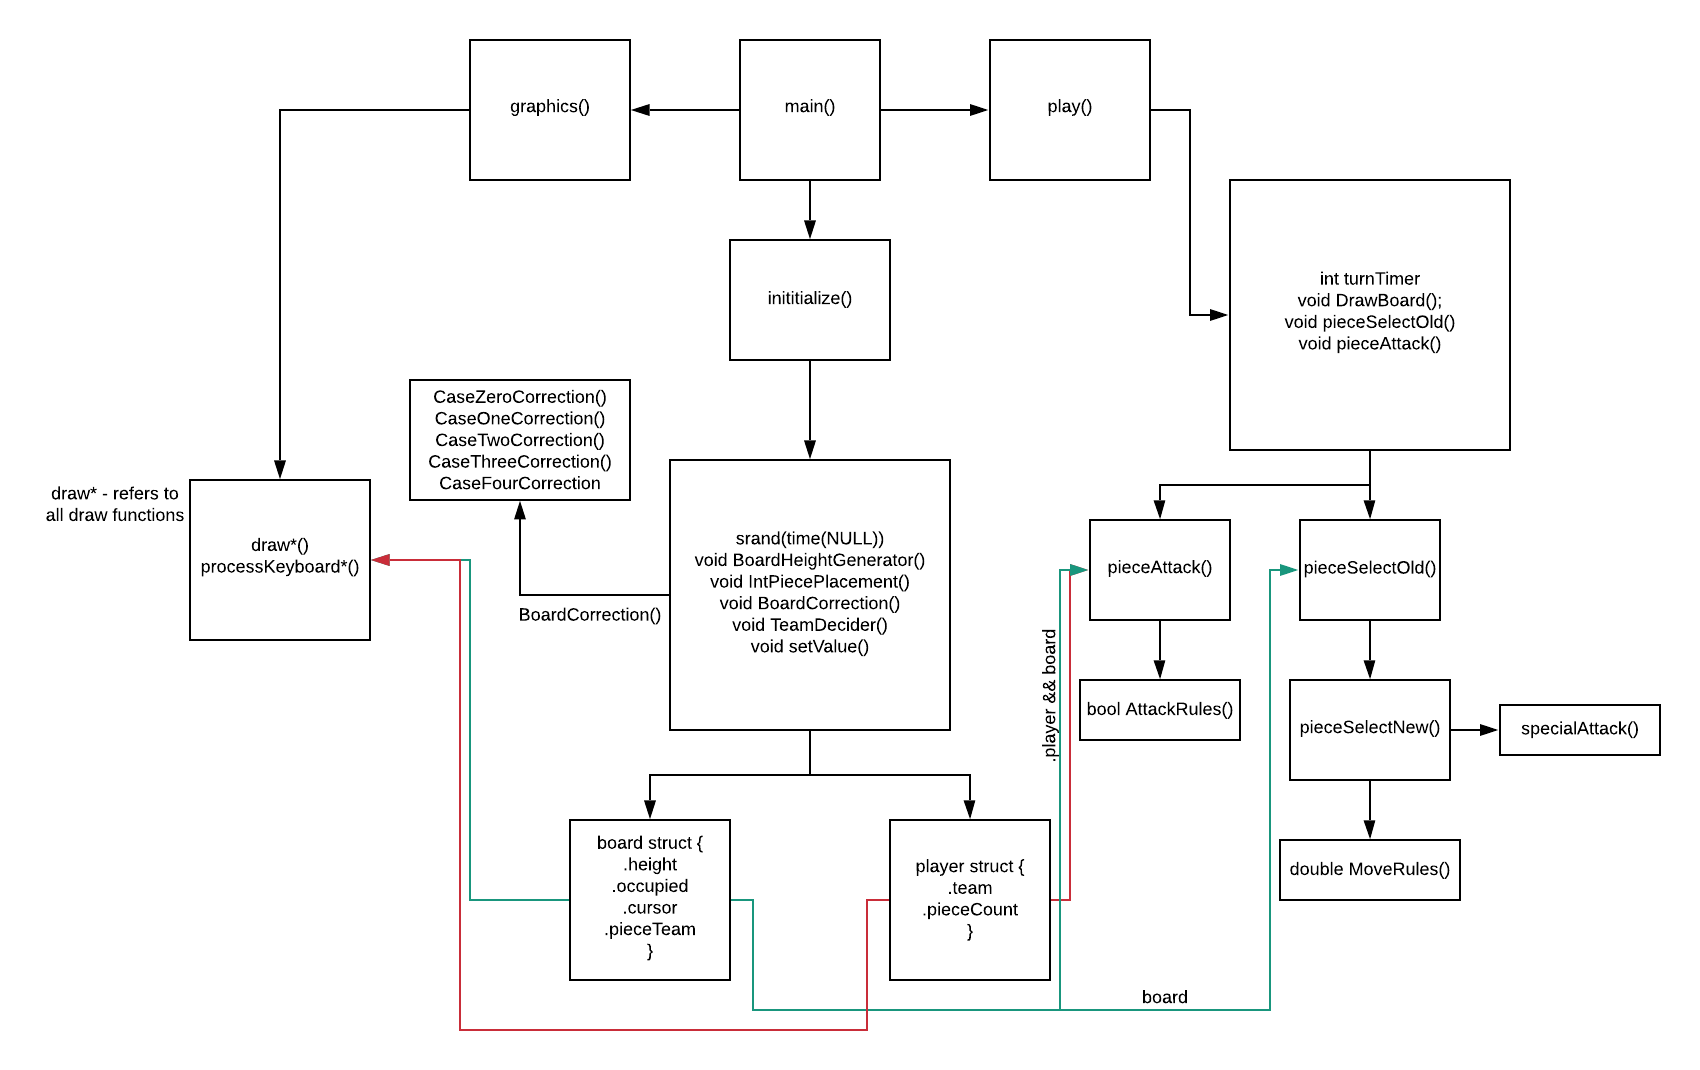 graphics()
main()
play()
inititialize()
int turnTimer
void DrawBoard();
void pieceSelectOld()
void pieceAttack()
CaseZeroCorrection()
CaseOneCorrection()
CaseTwoCorrection()
CaseThreeCorrection()
CaseFourCorrection
draw* - refers to
all draw functions
draw*()
processKeyboard*()
BoardCorrection()
srand(time(NULL))
void BoardHeightGenerator()
void IntPiecePlacement()
void BoardCorrection()
void TeamDecider()
void setValue()
pieceAttack()
pieceSelectOld()
.player && board
bool AttackRules()
pieceSelectNew()
specialAttack()
double MoveRules()
board struct {
.height
.occupied
.cursor
.pieceTeam
}
player struct {
.team
.pieceCount
}
board